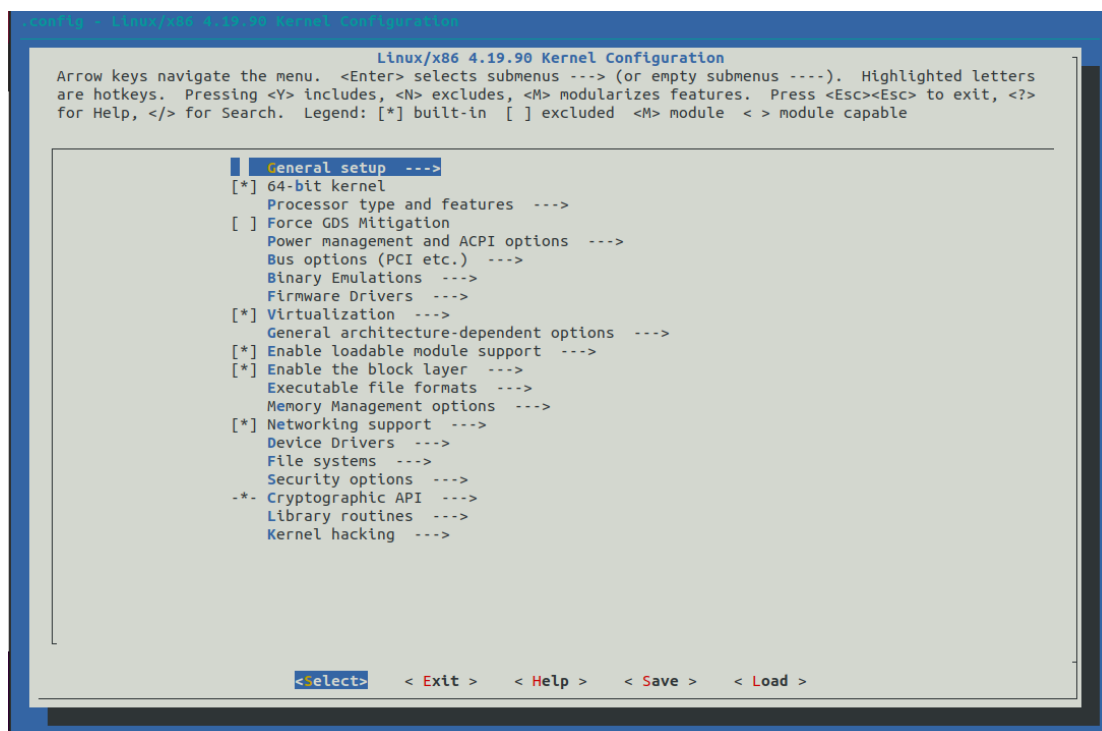 .config - Linux/x86 4.19.90 Kernel Configuration
Linux/x86 4.19.90 Kernel Configuration
Arrow keys navigate the menu.  <Enter> selects submenus ---> (or empty submenus ----).  Highlighted letters
are hotkeys.  Pressing <Y> includes, <N> excludes, <M> modularizes features.  Press <Esc><Esc> to exit, <?>
for Help, </> for Search.  Legend: [*] built-in  [ ] excluded  <M> module  < > module capable
General setup  --->
[*] 64-bit kernel
Processor type and features  --->
[ ] Force GDS Mitigation
Power management and ACPI options  --->
Bus options (PCI etc.)  --->
Binary Emulations  --->
Firmware Drivers  --->
[*] Virtualization  --->
General architecture-dependent options  --->
[*] Enable loadable module support  --->
[*] Enable the block layer  --->
Executable file formats  --->
Memory Management options  --->
[*] Networking support  --->
Device Drivers  --->
File systems  --->
Security options  --->
-*- Cryptographic API  --->
Library routines  --->
Kernel hacking  --->
<Select>    < Exit >    < Help >    < Save >    < Load >